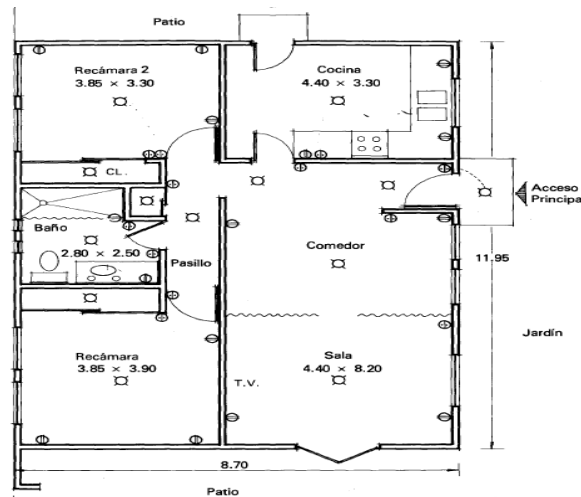 Patio
Recámara 2
3.85 × 3.30
Cocina
4.40 × 3.30
CL.
Acceso
Principal
Baño
2.80 × 2.50
Pasillo
Comedor
11.95
Jardín
Recámara
3.85 × 3.90
Sala
4.40 × 8.20
T.V.
8.70
Patio